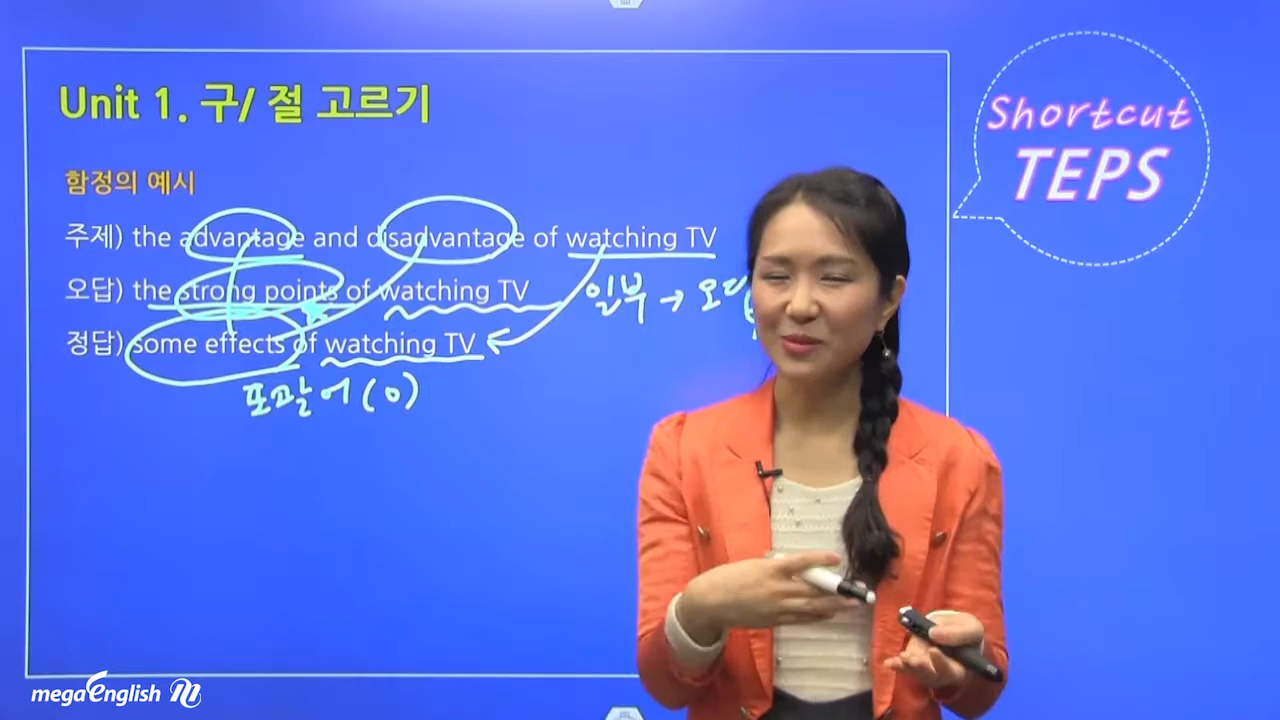 Unit 1. 구/ 절 고르기
함정의 예시
주제) the advantage and disadvantage of watching TV
오답) the strong points of watching TV
일부 → 오답
정답) some effects of watching TV
포괄어(o)
Shortcut
TEPS
megaEnglish